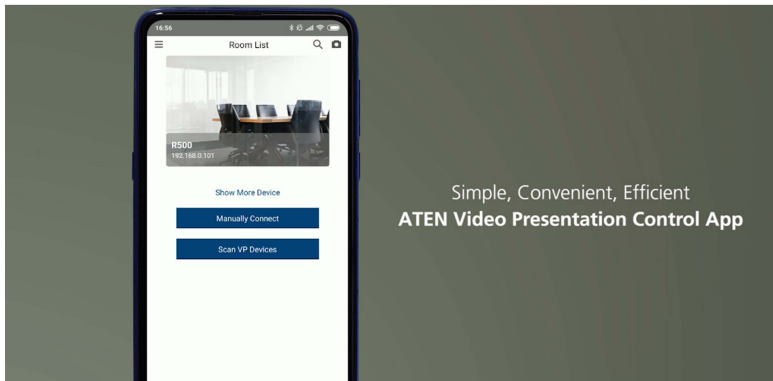 16:56
Room List
R500
192.168.0.101
Show More Device
Manually Connect
Scan VP Devices
Simple, Convenient, Efficient
ATEN Video Presentation Control App